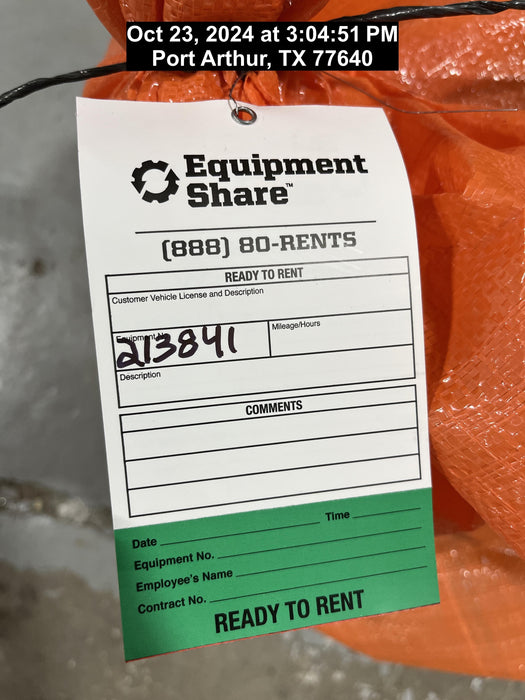 Oct 23, 2024 at 3:04:51 PM
Port Arthur, TX 77640
Equipment
Share™
(888) 80-RENTS
READY TO RENT
Customer Vehicle License and Description
Equipment No. Mileage/Hours
213841
Description
COMMENTS
Date Time
Equipment No.
Employee's Name
Contract No.
READY TO RENT